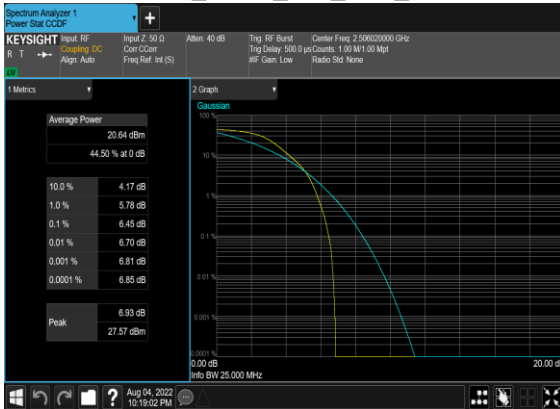 Spectrum Analyzer 1
Power Stat CCDF
KEYSIGHT
R T
Input: RF
Coupling: DC
Align: Auto
Input Z: 50 Ω
Corr CCorr
Freq Ref: Int (S)
Atten: 40 dB
Trig: RF Burst
Trig Delay: 500.0 µs
#IF Gain: Low
Center Freq: 2.506020000 GHz
Counts: 1.00 M/1.00 Mpt
Radio Std: None
1 Metrics
Average Power
20.64 dBm
44.50 % at 0 dB
10.0 % 4.17 dB
1.0 % 5.78 dB
0.1 % 6.45 dB
0.01 % 6.70 dB
0.001 % 6.81 dB
0.0001 % 6.85 dB
Peak
6.93 dB
27.57 dBm
2 Graph
Gaussian
100 %
10 %
1 %
0.1 %
0.01 %
0.001 %
0.0001 %
0.00 dB
20.00 d
Info BW 25.000 MHz
?
Aug 04, 2022
10:19:02 PM